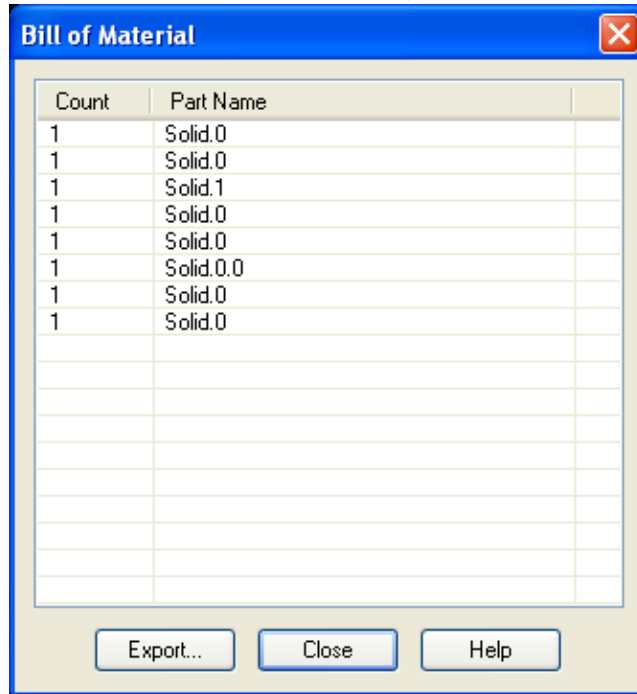 Bill of Material
Count Part Name
1 Solid.0
1 Solid.0
1 Solid.1
1 Solid.0
1 Solid.0
1 Solid.0.0
1 Solid.0
1 Solid.0
Export... Close Help